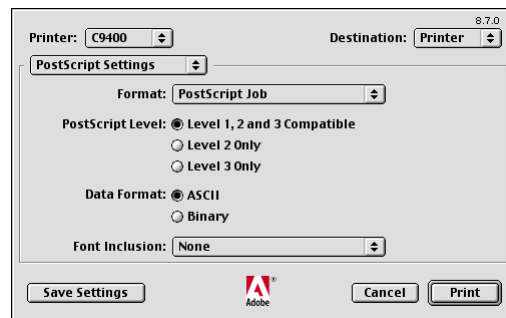 8.7.0
Printer: C9400 Destination: Printer
PostScript Settings
Format: PostScript Job
PostScript Level: Level 1, 2 and 3 Compatible
Level 2 Only
Level 3 Only
Data Format: ASCII
Binary
Font Inclusion: None
Save Settings Adobe Cancel Print